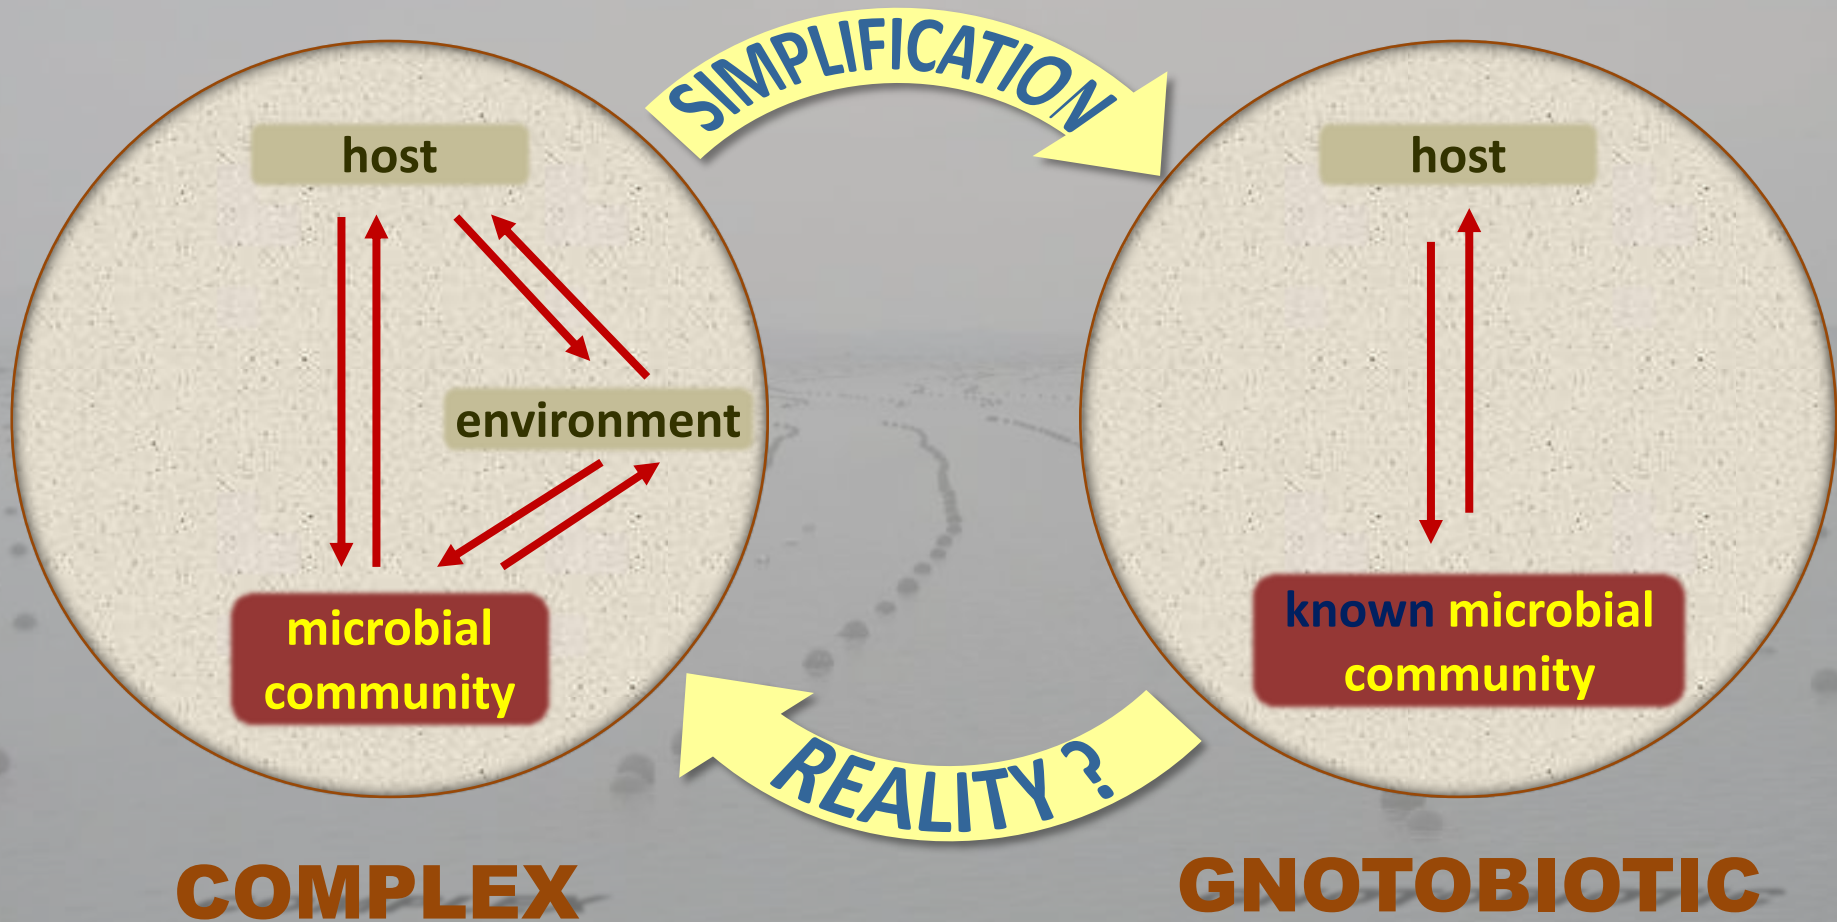 SIMPLIFICATION
host
environment
microbial
community
host
known microbial
community
REALITY ?
COMPLEX
GNOTOBIOTIC